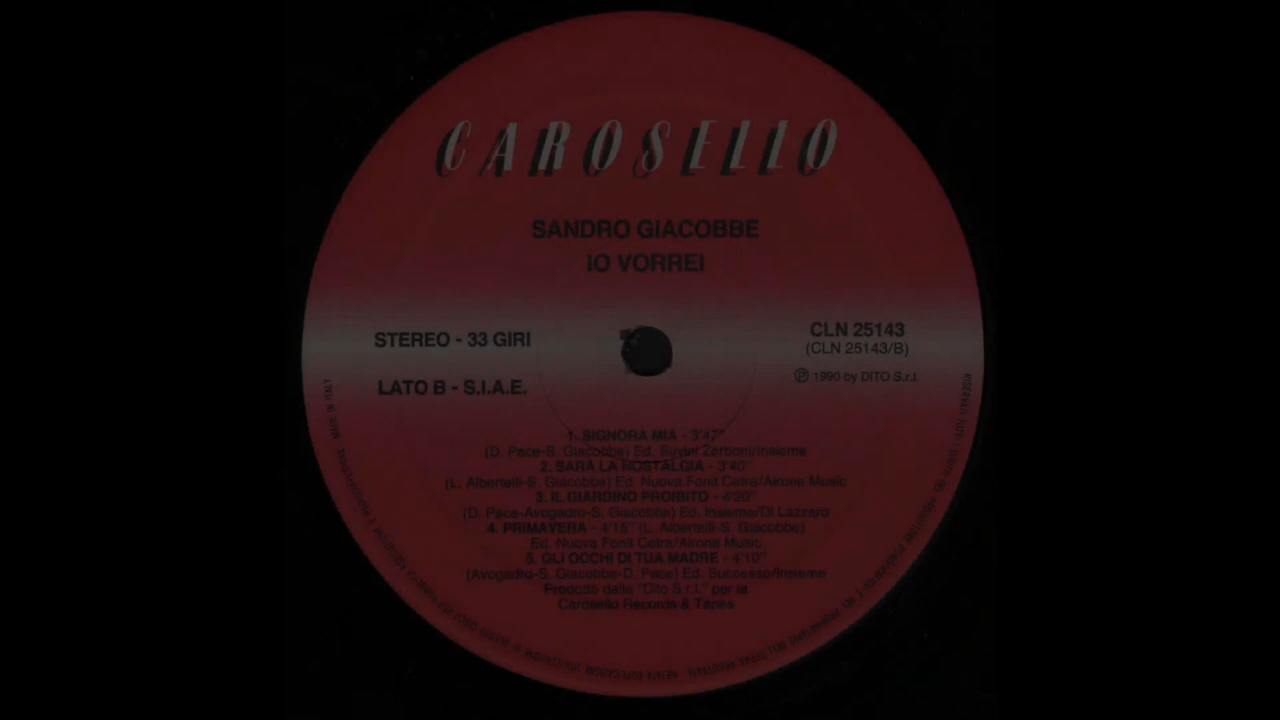 CAROSELLO
SANDRO GIACOBBE
IO VORREI
STEREO - 33 GIRI
LATO B - S.I.A.E.
CLN 25143
(CLN 25143/B)
Ⓟ 1990 by DITO S.r.l.
1. SIGNORA MIA - 3'47"
(D. Pace-S. Giacobbe) Ed. Suvini Zerboni/Insieme
2. SARÀ LA NOSTALGIA - 3'40"
(L. Albertelli-S. Giacobbe) Ed. Nuova Fonit Cetra/Airone Music
3. IL GIARDINO PROIBITO - 4'20"
(D. Pace-Avogadro-S. Giacobbe) Ed. Insieme/Di Lazzaro
4. PRIMAVERA - 4'15" (L. Albertelli-S. Giacobbe)
Ed. Nuova Fonit Cetra/Airone Music
5. GLI OCCHI DI TUA MADRE - 4'10"
(Avogadro-S. Giacobbe-D. Pace) Ed. Successo/Insieme
Prodotto dalla "Dito S.r.l." per la
Carosello Records & Tapes
MADE IN ITALY